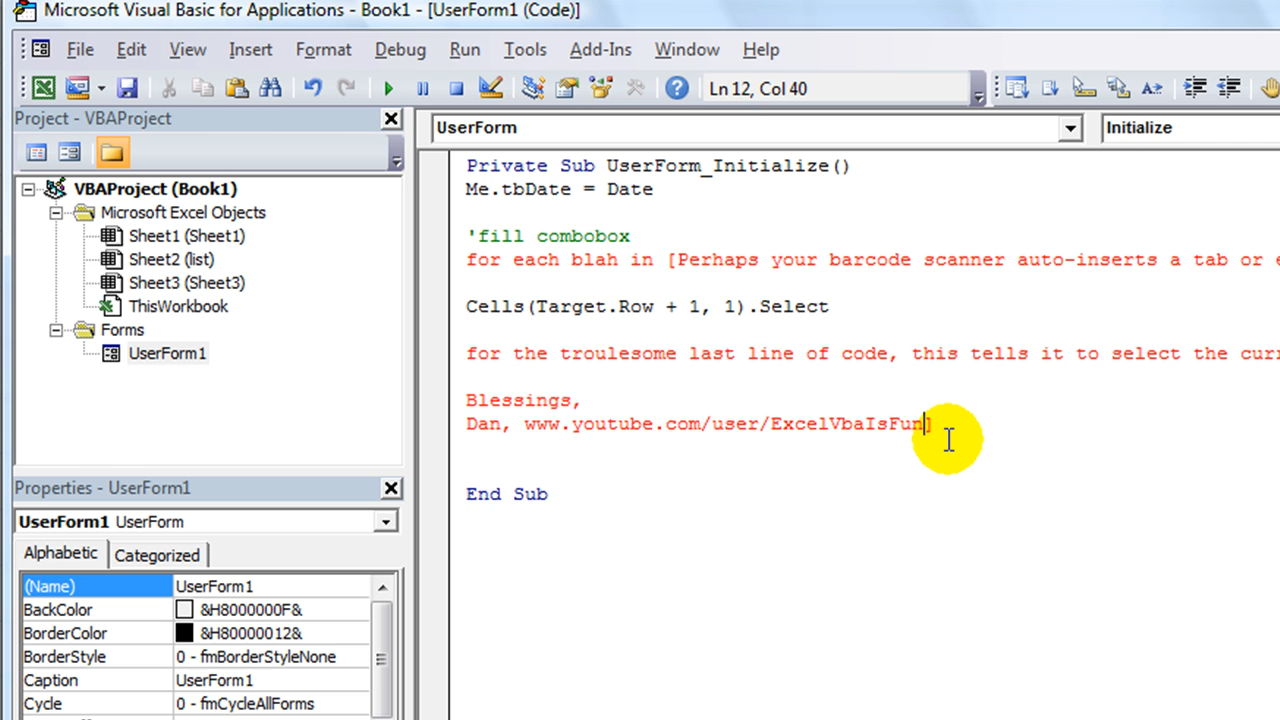 Microsoft Visual Basic for Applications - Book1 - [UserForm1 (Code)]
File Edit View Insert Format Debug Run Tools Add-Ins Window Help
Ln 12, Col 40
Project - VBAProject
UserForm Initialize
VBAProject (Book1)
Microsoft Excel Objects
Sheet1 (Sheet1)
Sheet2 (list)
Sheet3 (Sheet3)
ThisWorkbook
Forms
UserForm1
Private Sub UserForm_Initialize()
Me.tbDate = Date
'fill combobox
for each blah in [Perhaps your barcode scanner auto-inserts a tab or e
Cells(Target.Row + 1, 1).Select
for the troulesome last line of code, this tells it to select the curr
Blessings,
Dan, www.youtube.com/user/ExcelVbaIsFun]
End Sub
Properties - UserForm1
UserForm1 UserForm
Alphabetic Categorized
(Name) UserForm1
BackColor &H8000000F&
BorderColor &H80000012&
BorderStyle 0 - fmBorderStyleNone
Caption UserForm1
Cycle 0 - fmCycleAllForms